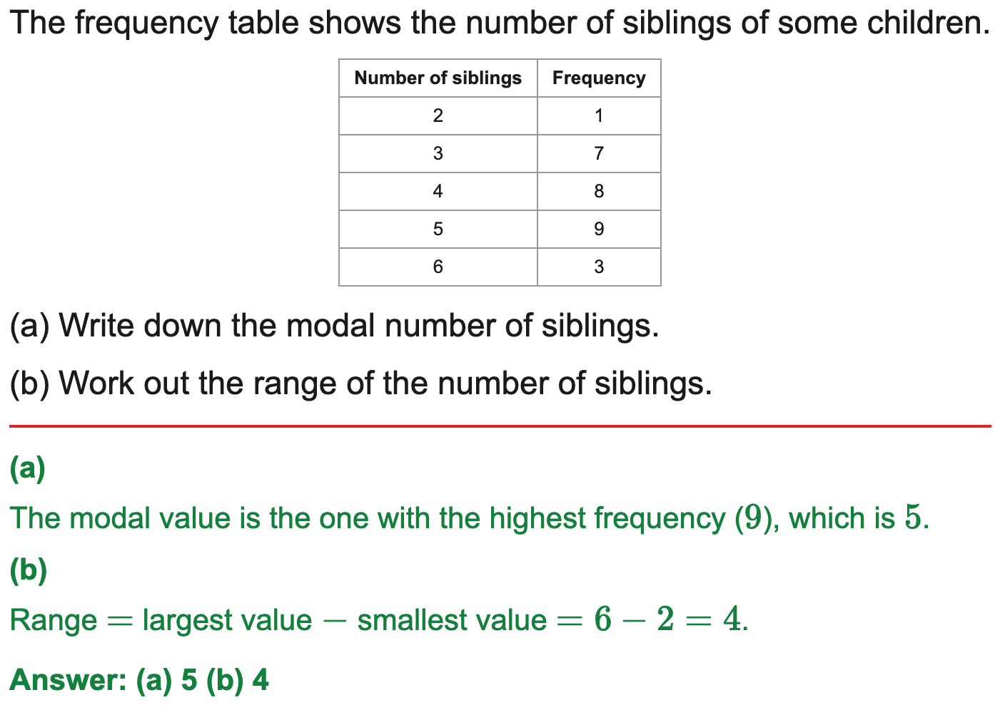 The frequency table shows the number of siblings of some children.
Number of siblings Frequency
2 1
3 7
4 8
5 9
6 3
(a) Write down the modal number of siblings.
(b) Work out the range of the number of siblings.
(a)
The modal value is the one with the highest frequency (9), which is 5.
(b)
Range = largest value − smallest value = 6 − 2 = 4.
Answer: (a) 5 (b) 4